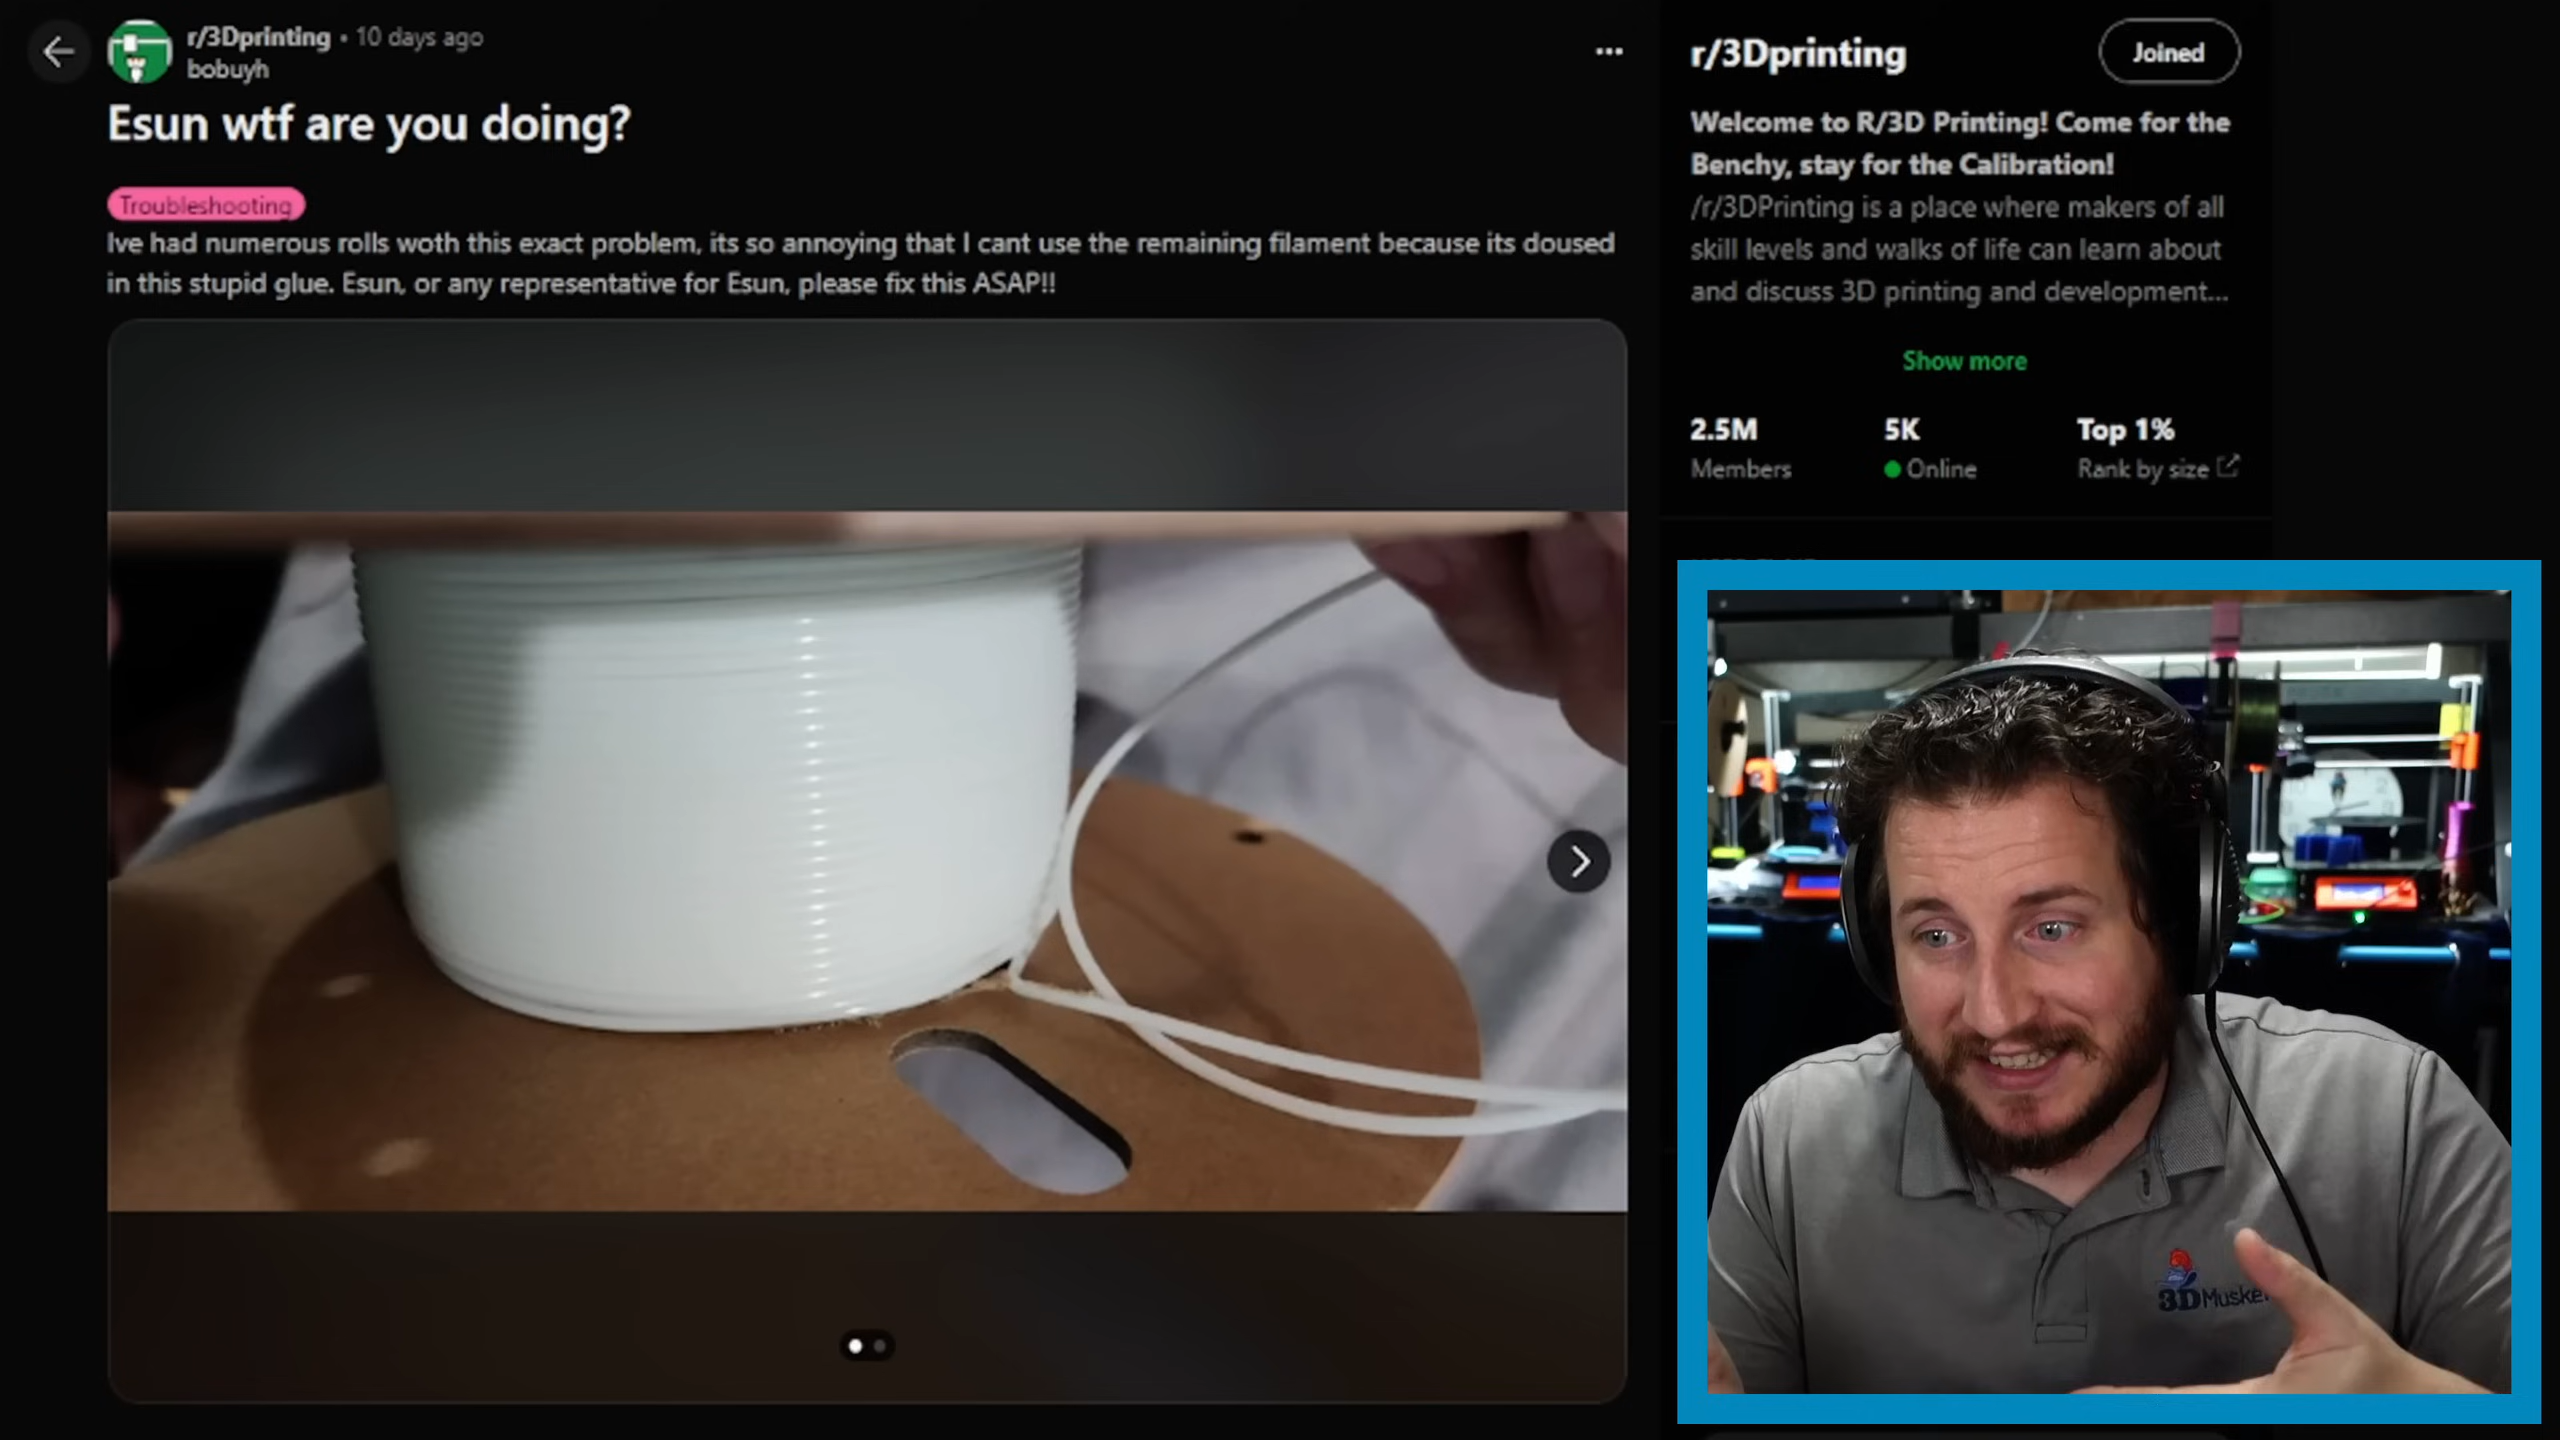 r/3Dprinting • 10 days ago
bobuyh
Esun wtf are you doing?
Troubleshooting
Ive had numerous rolls woth this exact problem, its so annoying that I cant use the remaining filament because its doused
in this stupid glue. Esun, or any representative for Esun, please fix this ASAP!!
r/3Dprinting
Joined
Welcome to R/3D Printing! Come for the
Benchy, stay for the Calibration!
/r/3DPrinting is a place where makers of all
skill levels and walks of life can learn about
and discuss 3D printing and development...
Show more
2.5M 5K Top 1%
Members Online Rank by size
3DMuske